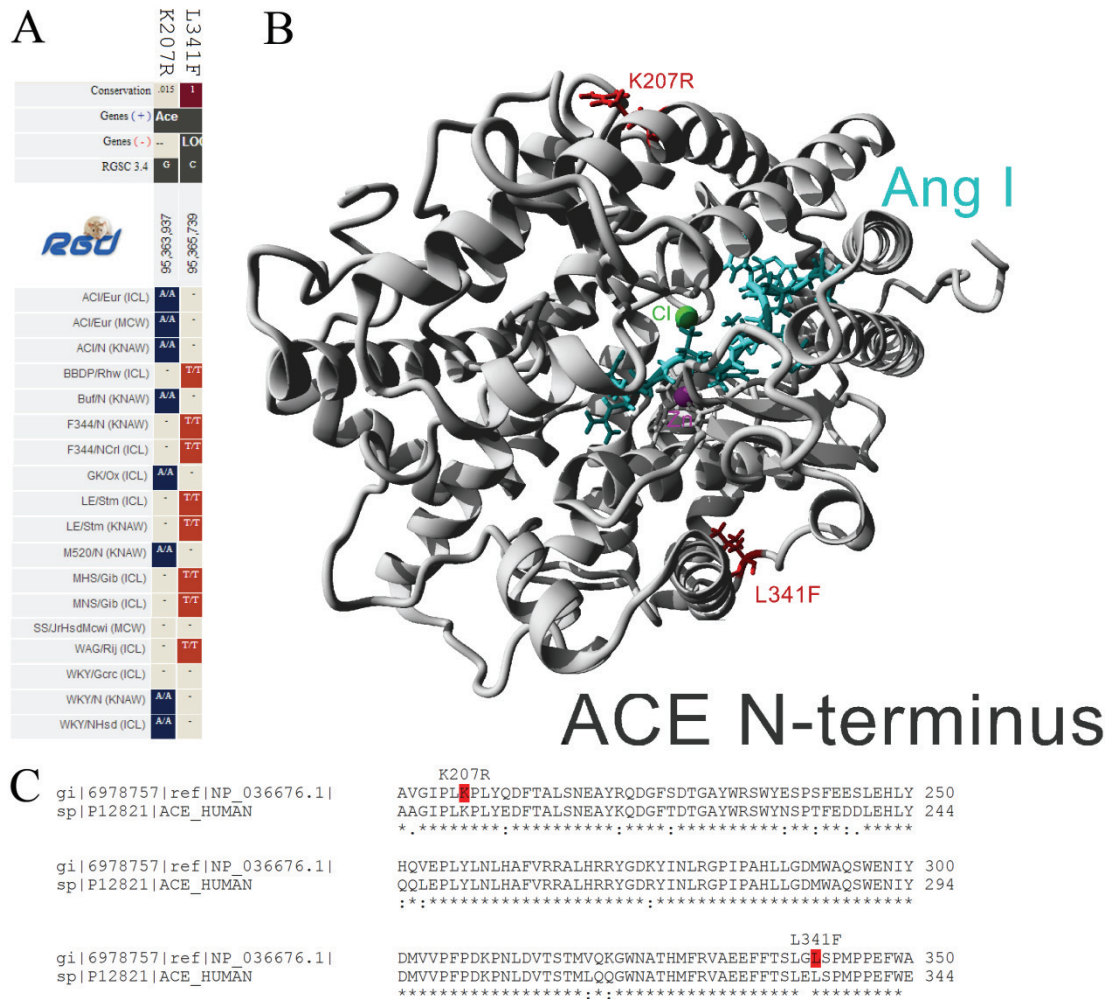 A
K207R
L341F
Conservation .015 1
Genes (+) Ace
Genes (-) -- LOC
RGSC 3.4 G C
RGD
95,363,937
95,365,739
ACI/Eur (ICL) A/A -
ACI/Eur (MCW) A/A -
ACI/N (KNAW) A/A -
BBDP/Rhw (ICL) - T/T
Buf/N (KNAW) A/A -
F344/N (KNAW) - T/T
F344/NCrl (ICL) - T/T
GK/Ox (ICL) A/A -
LE/Stm (ICL) - T/T
LE/Stm (KNAW) - T/T
M520/N (KNAW) A/A -
MHS/Gib (ICL) - T/T
MNS/Gib (ICL) - T/T
SS/JrHsdMcwi (MCW) - -
WAG/Rij (ICL) - T/T
WKY/Gcrc (ICL) - -
WKY/N (KNAW) A/A -
WKY/NHsd (ICL) A/A -
B
K207R
Ang I
Cl
Zn
L341F
ACE N-terminus
C
K207R
gi|6978757|ref|NP_036676.1| AVGIPLKPLYQDFTALSNEAYRQDGFSDTGAYWRSWYESPSFEESLEHLY 250
sp|P12821|ACE_HUMAN AAGIPLKPLYEDFTALSNEAYKQDGFTDTGAYWRSWYNSPTFEDDLEHLY 244
*.********:**********:****:**********:**:**:.*****
gi|6978757|ref|NP_036676.1| HQVEPLYLNLHAFVRRALHRRYGDKYINLRGPIPAHLLGDMWAQSWENIY 300
sp|P12821|ACE_HUMAN QQLEPLYLNLHAFVRRALHRRYGDRYINLRGPIPAHLLGDMWAQSWENIY 294
:*:*********************:*************************
L341F
gi|6978757|ref|NP_036676.1| DMVVPFPDKPNLDVTSTMVQKGWNATHMFRVAEEFFTSLGLSPMPPEFWA 350
sp|P12821|ACE_HUMAN DMVVPFPDKPNLDVTSTMLQQGWNATHMFRVAEEFFTSLELSPMPPEFWE 344
******************:*:****************** *********